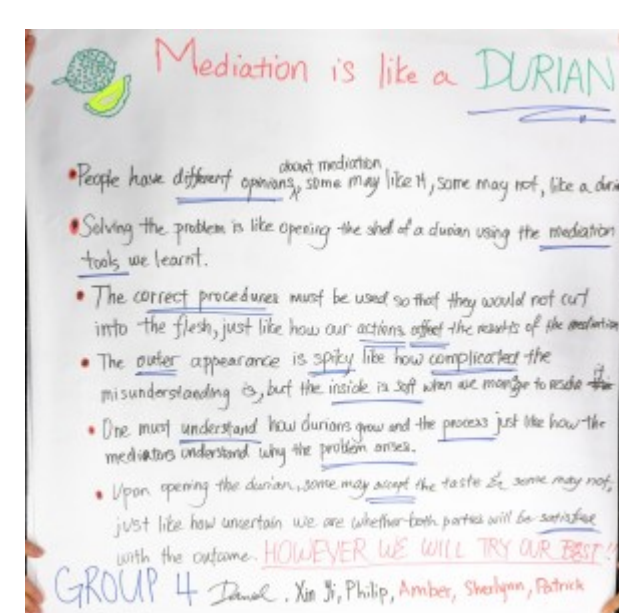 Mediation is like a DURIAN
about mediation
•People have different opinions, some may like it, some may not, like a
•Solving the problem is like opening the shell of a durian using the mediation
tools we learnt.
• The correct procedures must be used so that they would not cut
into the flesh, just like how our actions affect the results of the mediation
• The outer appearance is spiky like how complicated the
misunderstanding is, but the inside is soft when we manage to resolve it
• One must understand how durians grow and the process just like how the
mediators understand why the problem arises.
• Upon opening the durian, some may accept the taste & some may not,
just like how uncertain we are whether both parties will be satisfied
with the outcome. HOWEVER WE WILL TRY OUR BEST!!
GROUP 4 Daniel, Xin Yi, Philip, Amber, Sherlynn, Patrick